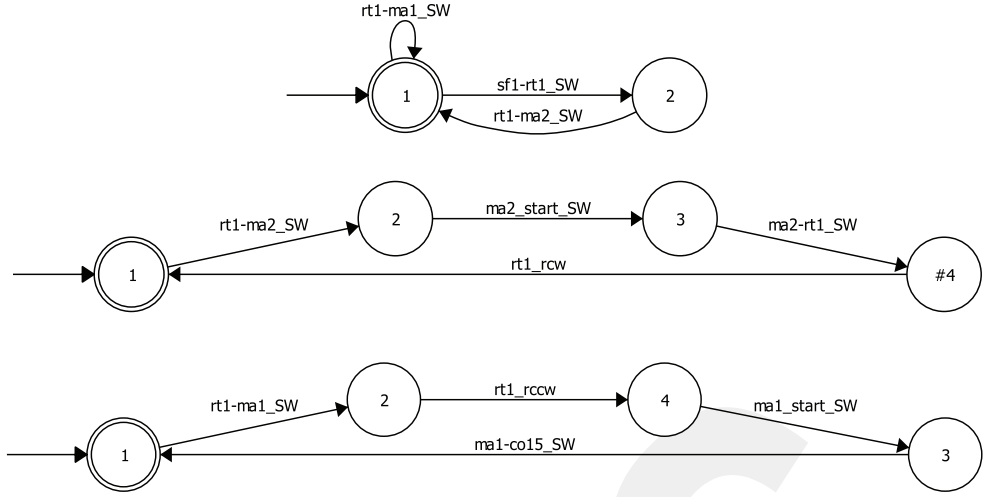 rt1-ma1_SW
1
sf1-rt1_SW
2
rt1-ma2_SW
1
rt1-ma2_SW
2
ma2_start_SW
3
ma2-rt1_SW
#4
rt1_rcw
1
rt1-ma1_SW
2
rt1_rccw
4
ma1_start_SW
3
ma1-co15_SW